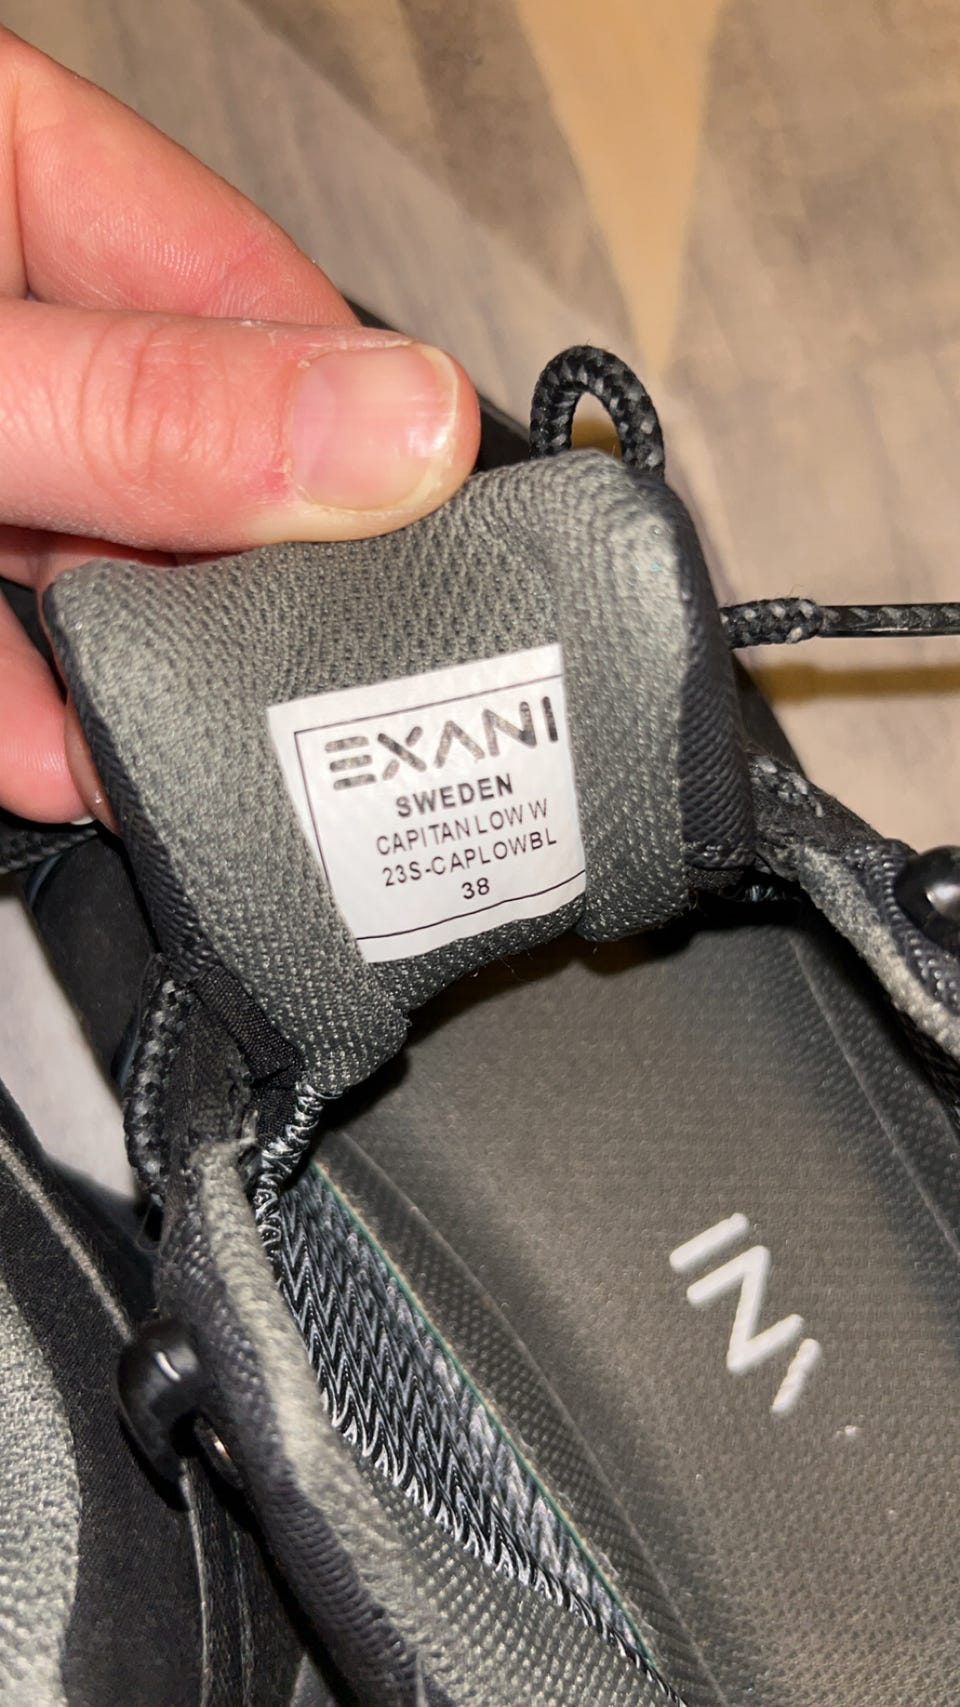 EXANI
SWEDEN
CAPITAN LOW W
23S-CAPLOWBL
38